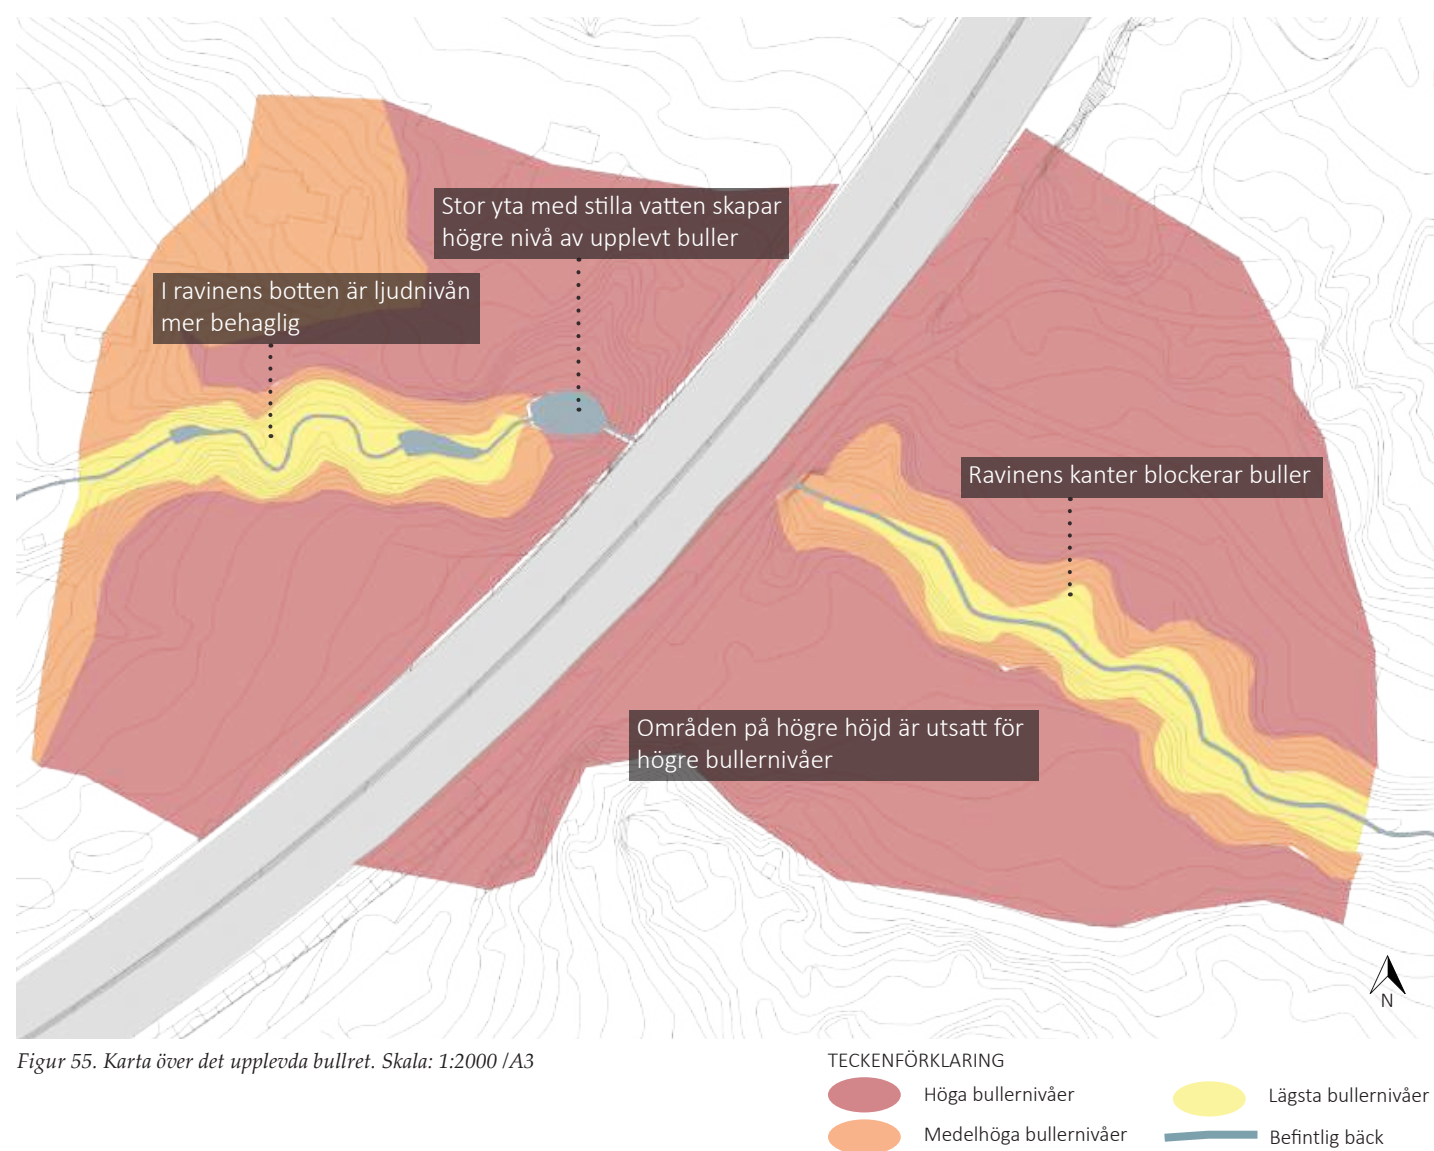 Stor yta med stilla vatten skapar
högre nivå av upplevt buller
I ravinens botten är ljudnivån
mer behaglig
Ravinens kanter blockerar buller
Områden på högre höjd är utsatt för
högre bullernivåer
N
Figur 55. Karta över det upplevda bullret. Skala: 1:2000 /A3
TECKENFÖRKLARING
Höga bullernivåer
Medelhöga bullernivåer
Lägsta bullernivåer
Befintlig bäck